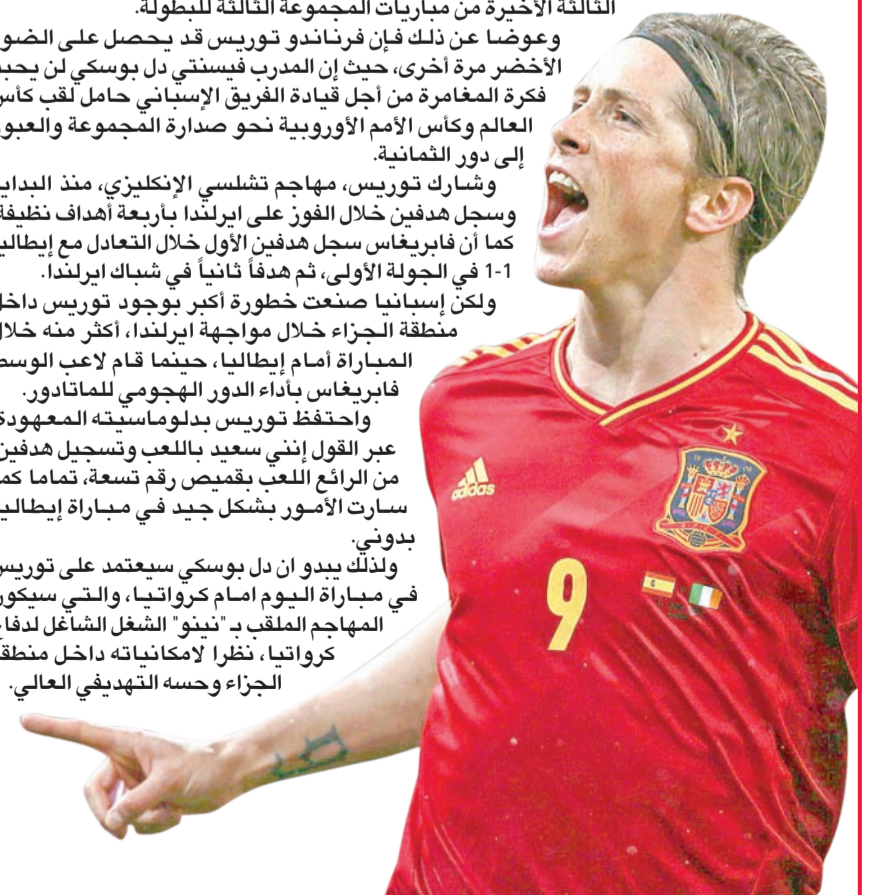 الثالثة الأخيرة من مباريات المجموعة الثالثة للبطولة.
وعوضا عن ذلك فإن فرناندو توريس قد يحصل على الضو
الأخضر مرة أخرى، حيث إن المدرب فيسنتي دل بوسكي لن يحبذ
فكرة المغامرة من أجل قيادة الفريق الإسباني حامل لقب كأس
العالم وكأس الأمم الأوروبية نحو صدارة المجموعة والعبور
إلى دور الثمانية.
وشارك توريس، مهاجم تشلسي الإنكليزي، منذ البداي
وسجل هدفين خلال الفوز على ايرلندا بأربعة أهداف نظيفة
كما أن فابريغاس سجل هدفين الأول خلال التعادل مع إيطالي
1-1 في الجولة الأولى، ثم هدفاً ثانياً في شباك ايرلندا.
ولكن إسبانيا صنعت خطورة أكبر بوجود توريس داخل
منطقة الجزاء خلال مواجهة ايرلندا، أكثر منه خلال
المباراة أمام إيطاليا، حينما قام لاعب الوسط
فابريغاس بأداء الدور الهجومي للماتادور.
واحتفظ توريس بدلوماسيته المعهودة
عبر القول إنني سعيد باللعب وتسجيل هدفين
من الرائع اللعب بقميص رقم تسعة، تماما كم
سارت الأمور بشكل جيد في مباراة إيطالي
بدوني.
ولذلك يبدو ان دل بوسكي سيعتمد على توريس
في مباراة اليوم امام كرواتيا، والتي سيكون
المهاجم الملقب بـ "نينو" الشغل الشاغل لدفا
كرواتيا، نظرا لامكانياته داخل منطقة
الجزاء وحسه التهديفي العالي.
adidas
9